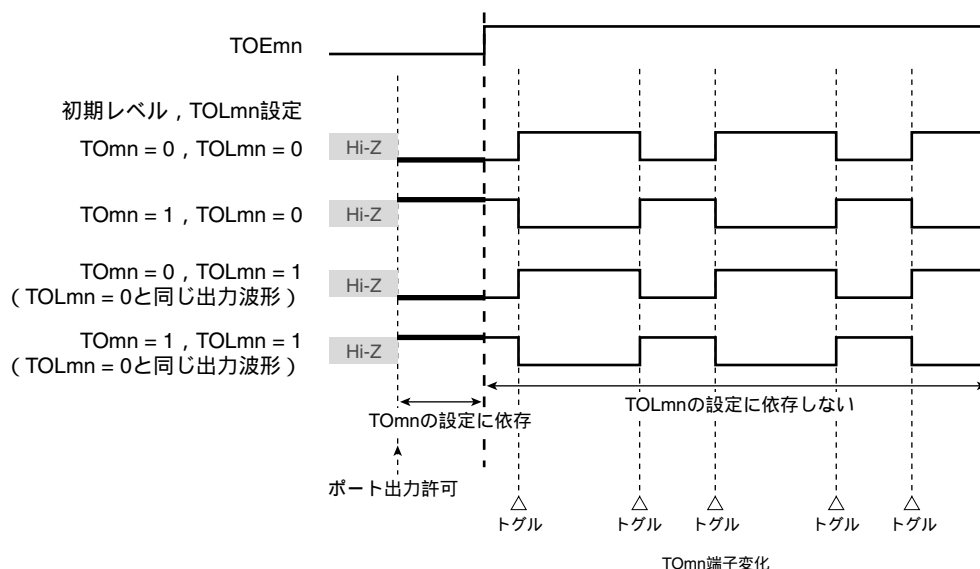 TOEmn
初期レベル , TOLmn設定
TOmn = 0 , TOLmn = 0
Hi-Z
TOmn = 1 , TOLmn = 0
Hi-Z
TOmn = 0 , TOLmn = 1
( TOLmn = 0と同じ出力波形 )
Hi-Z
TOmn = 1 , TOLmn = 1
( TOLmn = 0と同じ出力波形 )
Hi-Z
TOmnの設定に依存
TOLmnの設定に依存しない
ポート出力許可
トグル
トグル
トグル
トグル
トグル
TOmn端子変化